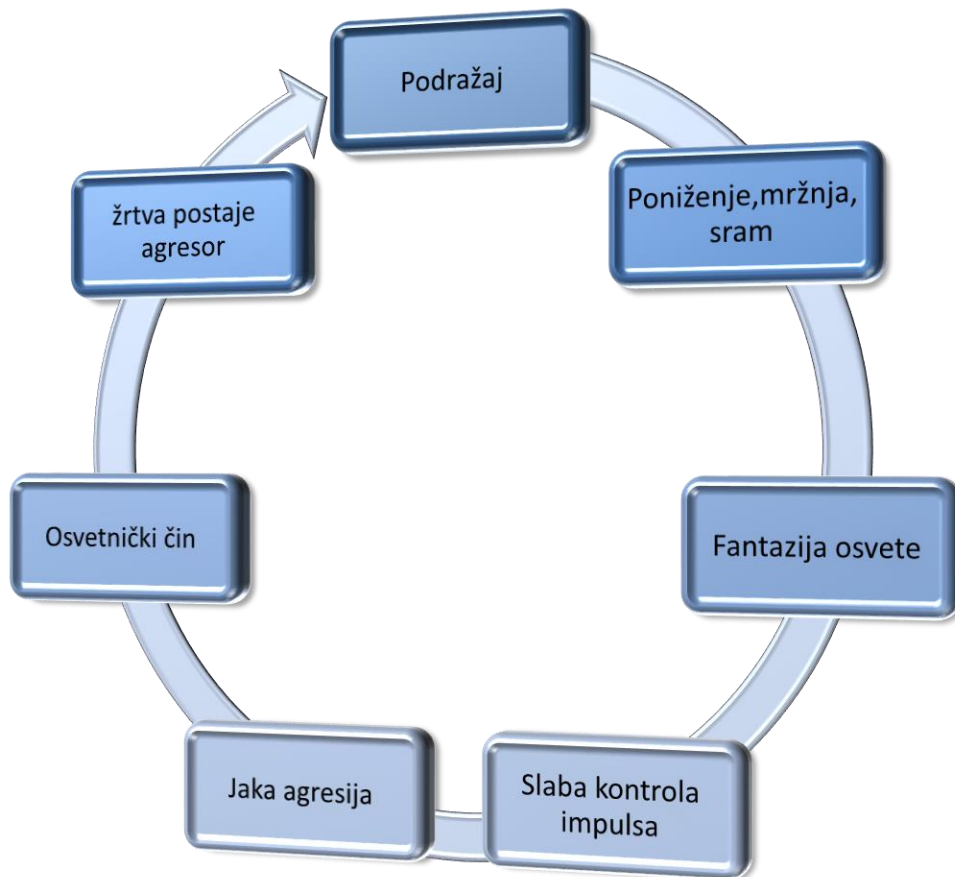 Podražaj
Poniženje,mržnja,
sram
Fantazija osvete
Slaba kontrola
impulsa
Jaka agresija
Osvetnički čin
žrtva postaje
agresor